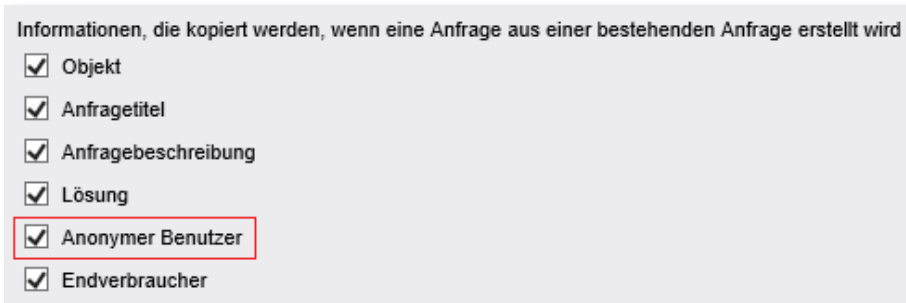 Informationen, die kopiert werden, wenn eine Anfrage aus einer bestehenden Anfrage erstellt wird
Objekt
Anfragetitel
Anfragebeschreibung
Lösung
Anonymer Benutzer
Endverbraucher